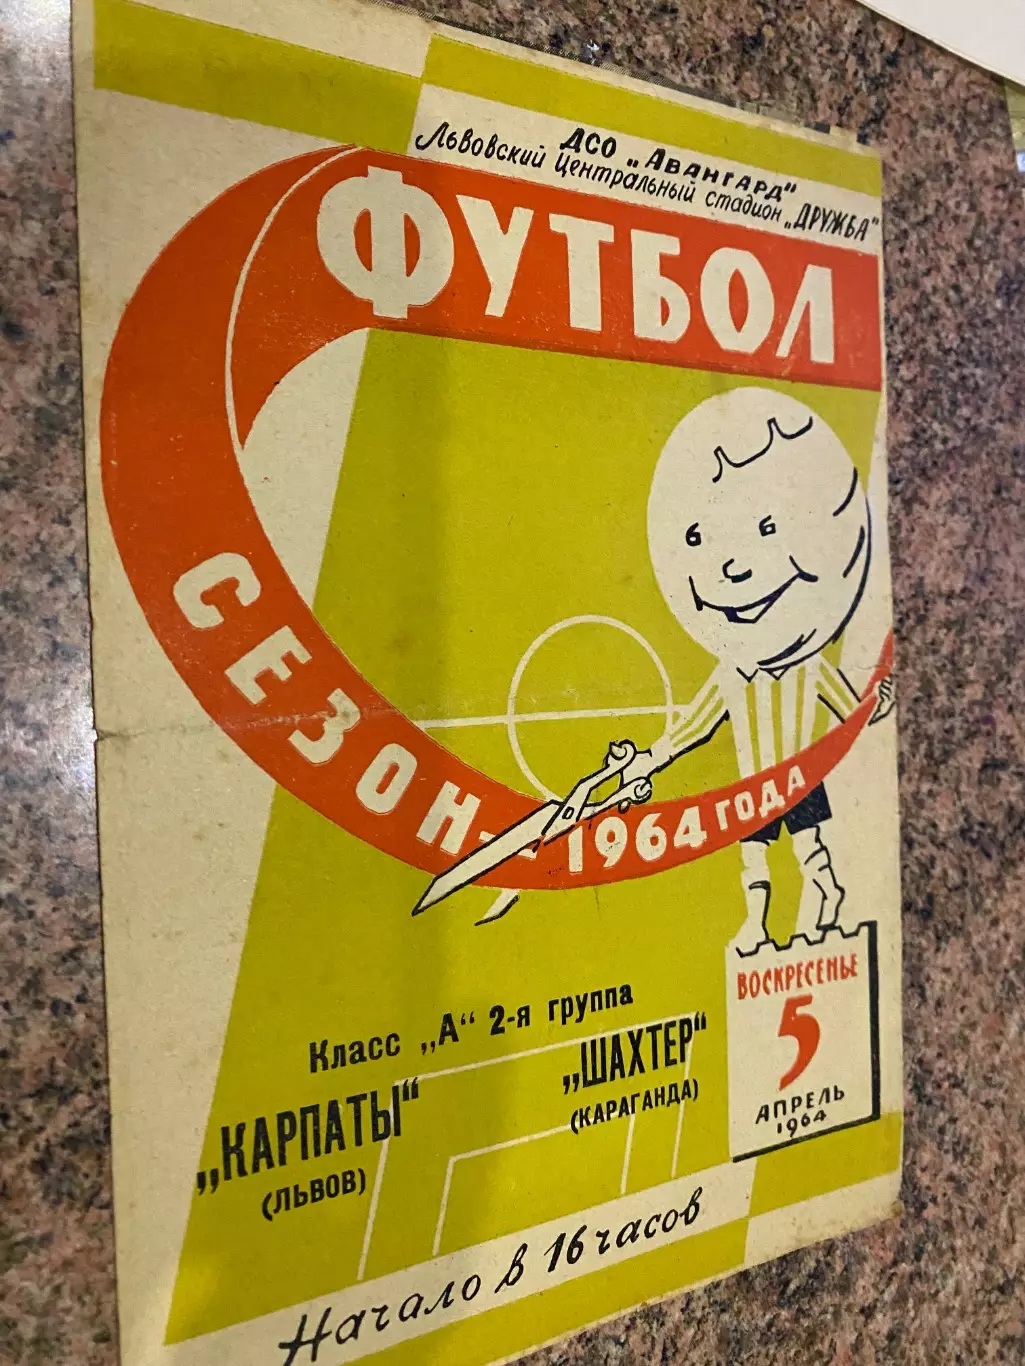 ДСО „Авангард"
Львовский Центральный стадион „ДРУЖБА"
ФУТБОЛ
СЕЗОН - 1964 ГОДА
Класс „А" 2-я группа
„КАРПАТЫ"
(ЛЬВОВ)
„ШАХТЕР"
(КАРАГАНДА)
ВОСКРЕСЕНЬЕ
5
АПРЕЛЬ
1964
Начало в 16 часов